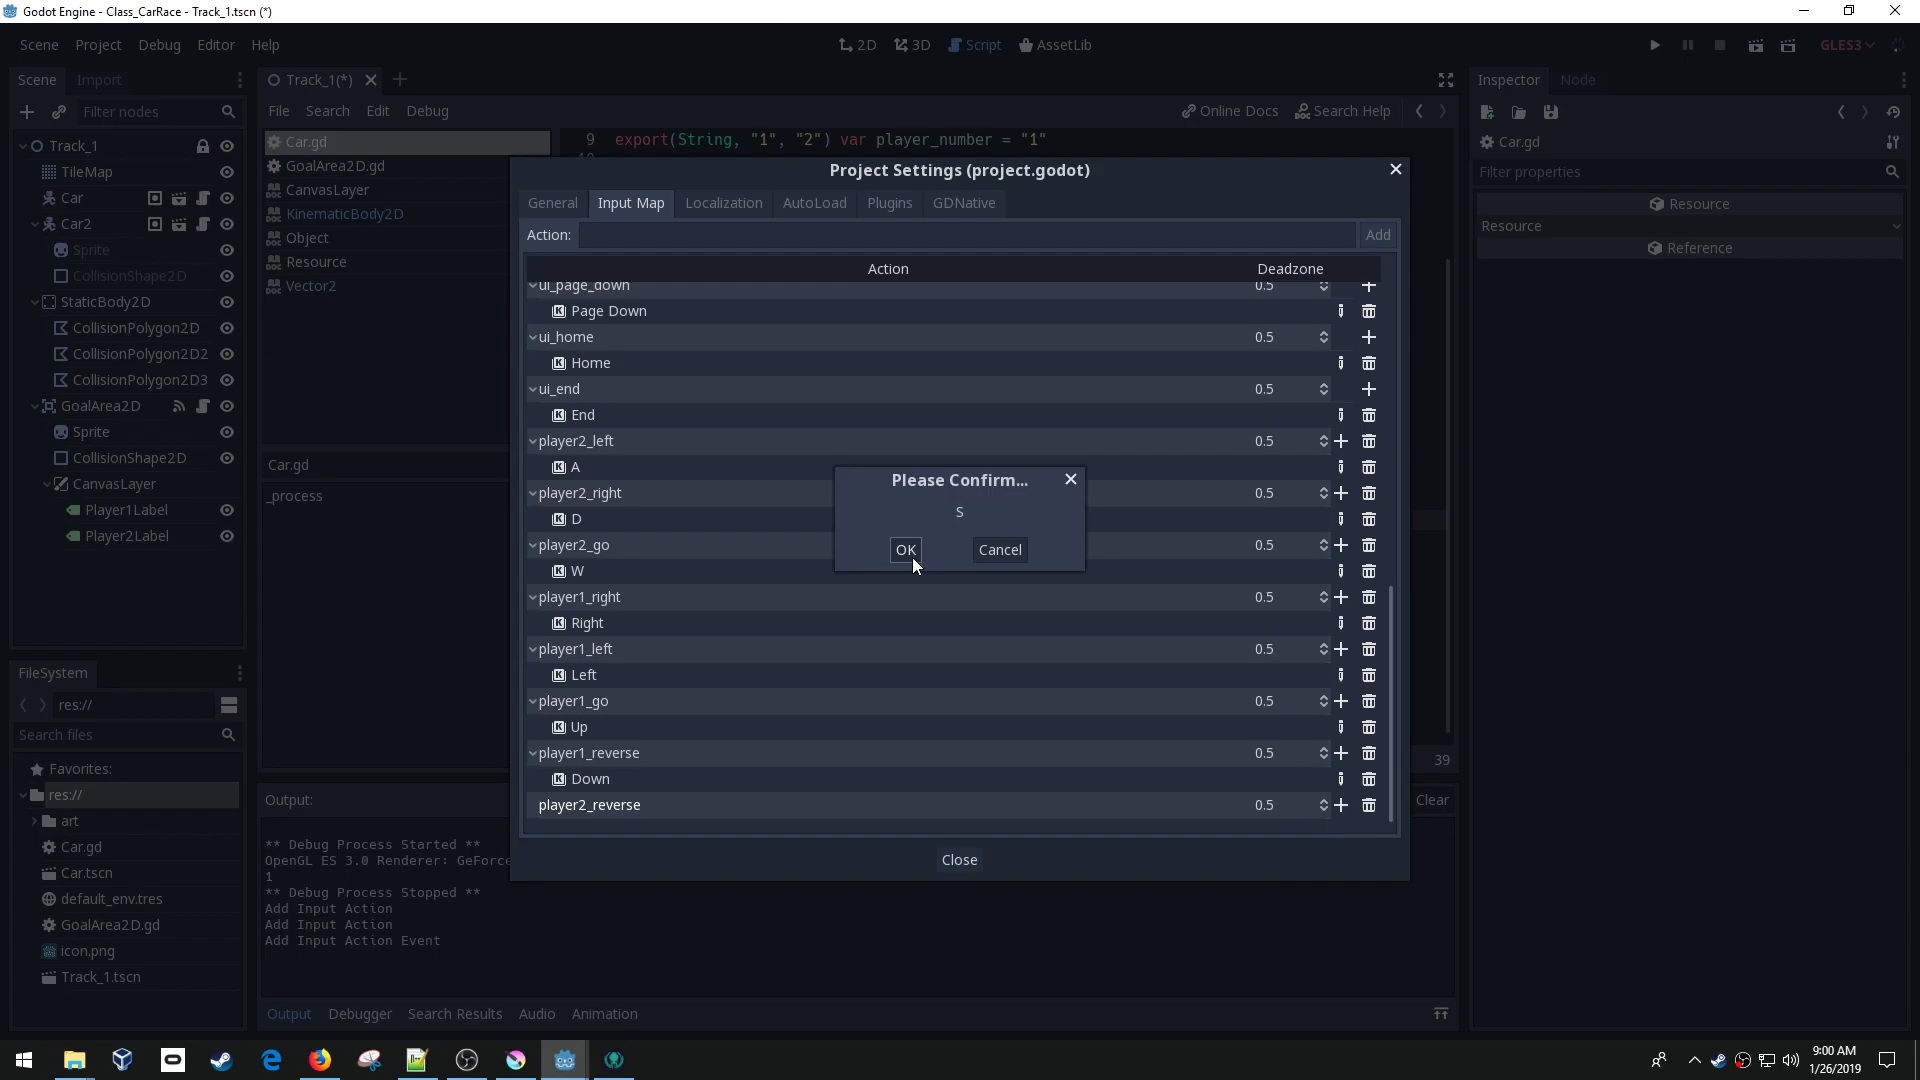 Godot Engine - Class_CarRace - Track_1.tscn (*)
Scene Project Debug Editor Help
2D 3D Script AssetLib
GLES3
Scene Import
Filter nodes
Track_1
TileMap
Car
Car2
Sprite
CollisionShape2D
StaticBody2D
CollisionPolygon2D
CollisionPolygon2D2
CollisionPolygon2D3
GoalArea2D
Sprite
CollisionShape2D
CanvasLayer
Player1Label
Player2Label
FileSystem
res://
Search files
Favorites:
res://
art
Car.gd
Car.tscn
default_env.tres
GoalArea2D.gd
icon.png
Track_1.tscn
Track_1(*)
File Search Edit Debug
Online Docs Search Help
Car.gd
GoalArea2D.gd
CanvasLayer
KinematicBody2D
Object
Resource
Vector2
Car.gd
_process
9 export(String, "1", "2") var player_number = "1"
39
Project Settings (project.godot)
General Input Map Localization AutoLoad Plugins GDNative
Action: Add
Action Deadzone
ui_page_down 0.5
Page Down
ui_home 0.5
Home
ui_end 0.5
End
player2_left 0.5
A
player2_right 0.5
D
player2_go 0.5
W
player1_right 0.5
Right
player1_left 0.5
Left
player1_go 0.5
Up
player1_reverse 0.5
Down
player2_reverse 0.5
Close
Please Confirm...
S
OK Cancel
Output: Clear
** Debug Process Started **
OpenGL ES 3.0 Renderer: GeForce
1
** Debug Process Stopped **
Add Input Action
Add Input Action
Add Input Action Event
Output Debugger Search Results Audio Animation
Inspector Node
Car.gd
Filter properties
Resource
Resource
Reference
9:00 AM
1/26/2019